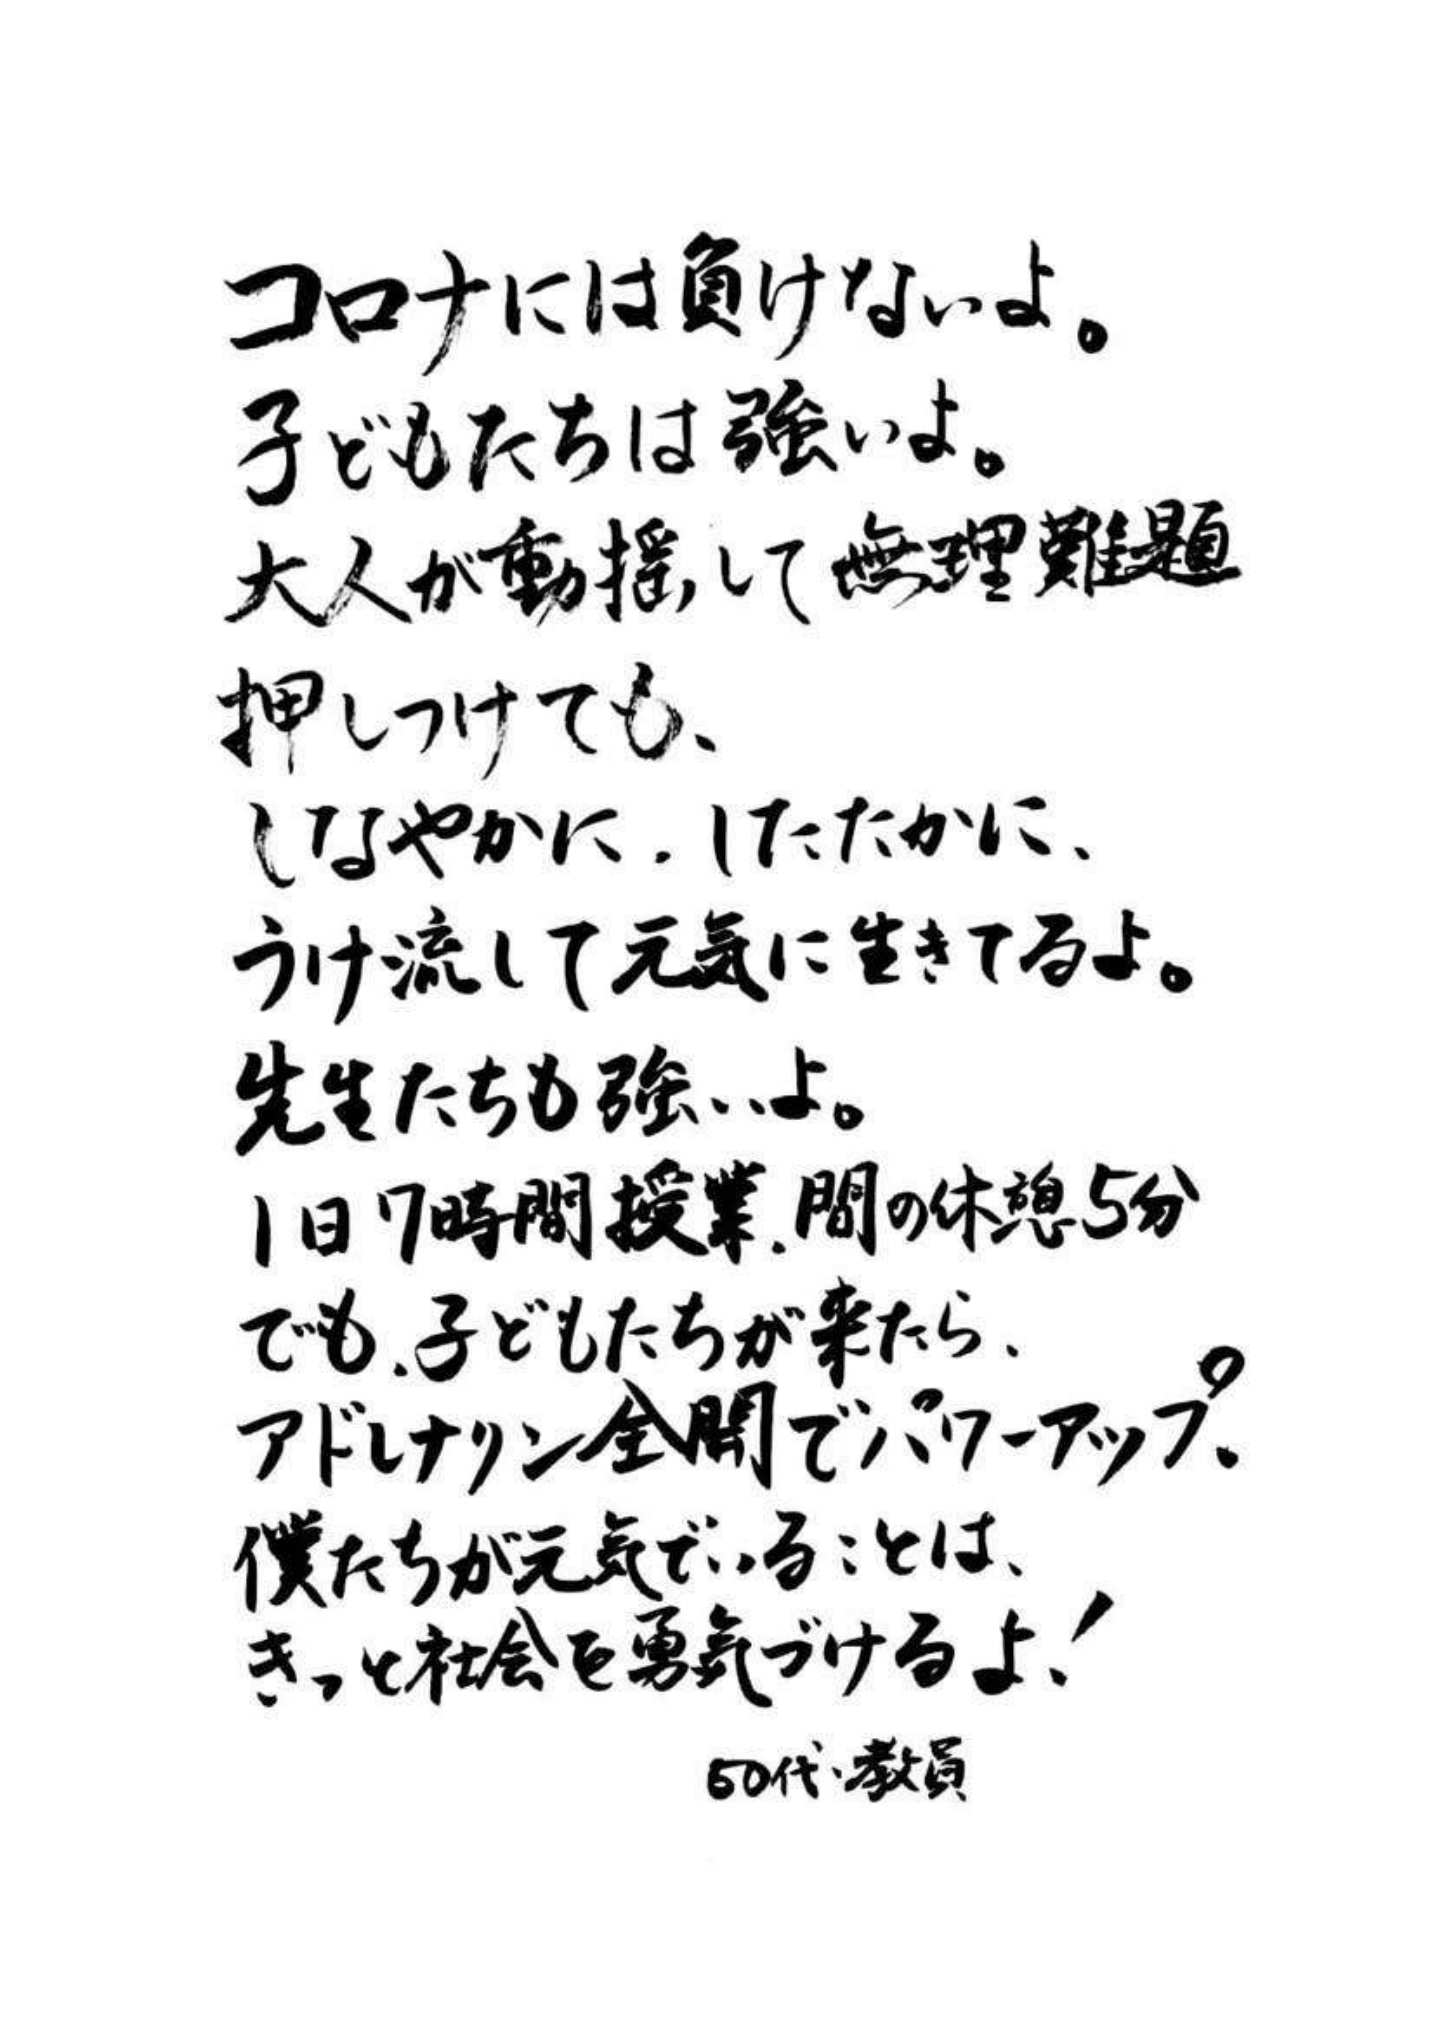 コロナには負けないよ。
子どもたちは強いよ。
大人が動揺して無理難題
押しつけても、
しなやかに、したたかに、
うけ流して元気に生きてるよ。
先生たちも強いよ。
1日7時間授業、間の休憩5分
でも、子どもたちが来たら、
アドレナリン全開でパワーアップ。
僕たちが元気でいることは、
きっと社会を勇気づけるよ!
50代・教員